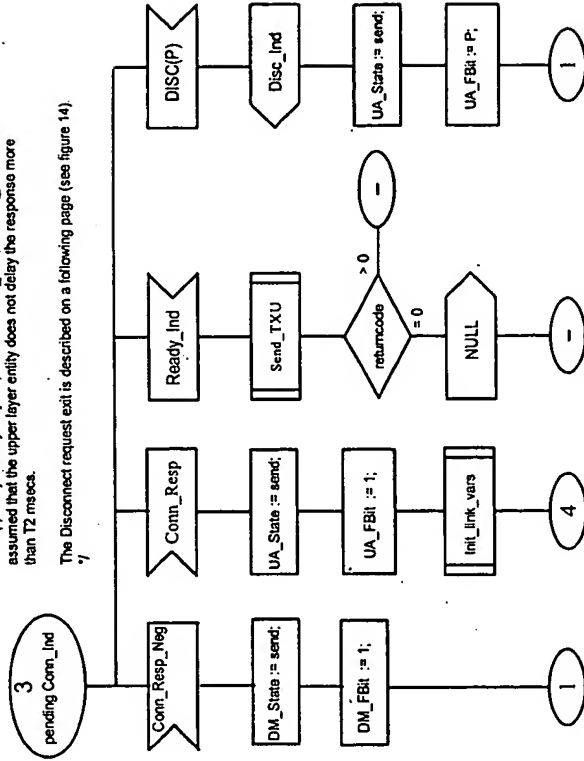 assumed that the upper layer entity does not delay the response more
than T2 msecs.
The Disconnect request exit is described on a following page (see figure 14).
*/
3
pending Conn_Ind
Conn_Resp_Neg
DM_State := send;
DM_FBit := 1;
1
Conn_Resp
UA_State := send;
UA_FBit := 1;
Init_link_vars
4
Ready_Ind
Send_TXU
returncode
> 0
-
= 0
NULL
-
DISC(P)
Disc_Ind
UA_State := send;
UA_FBit := P;
1